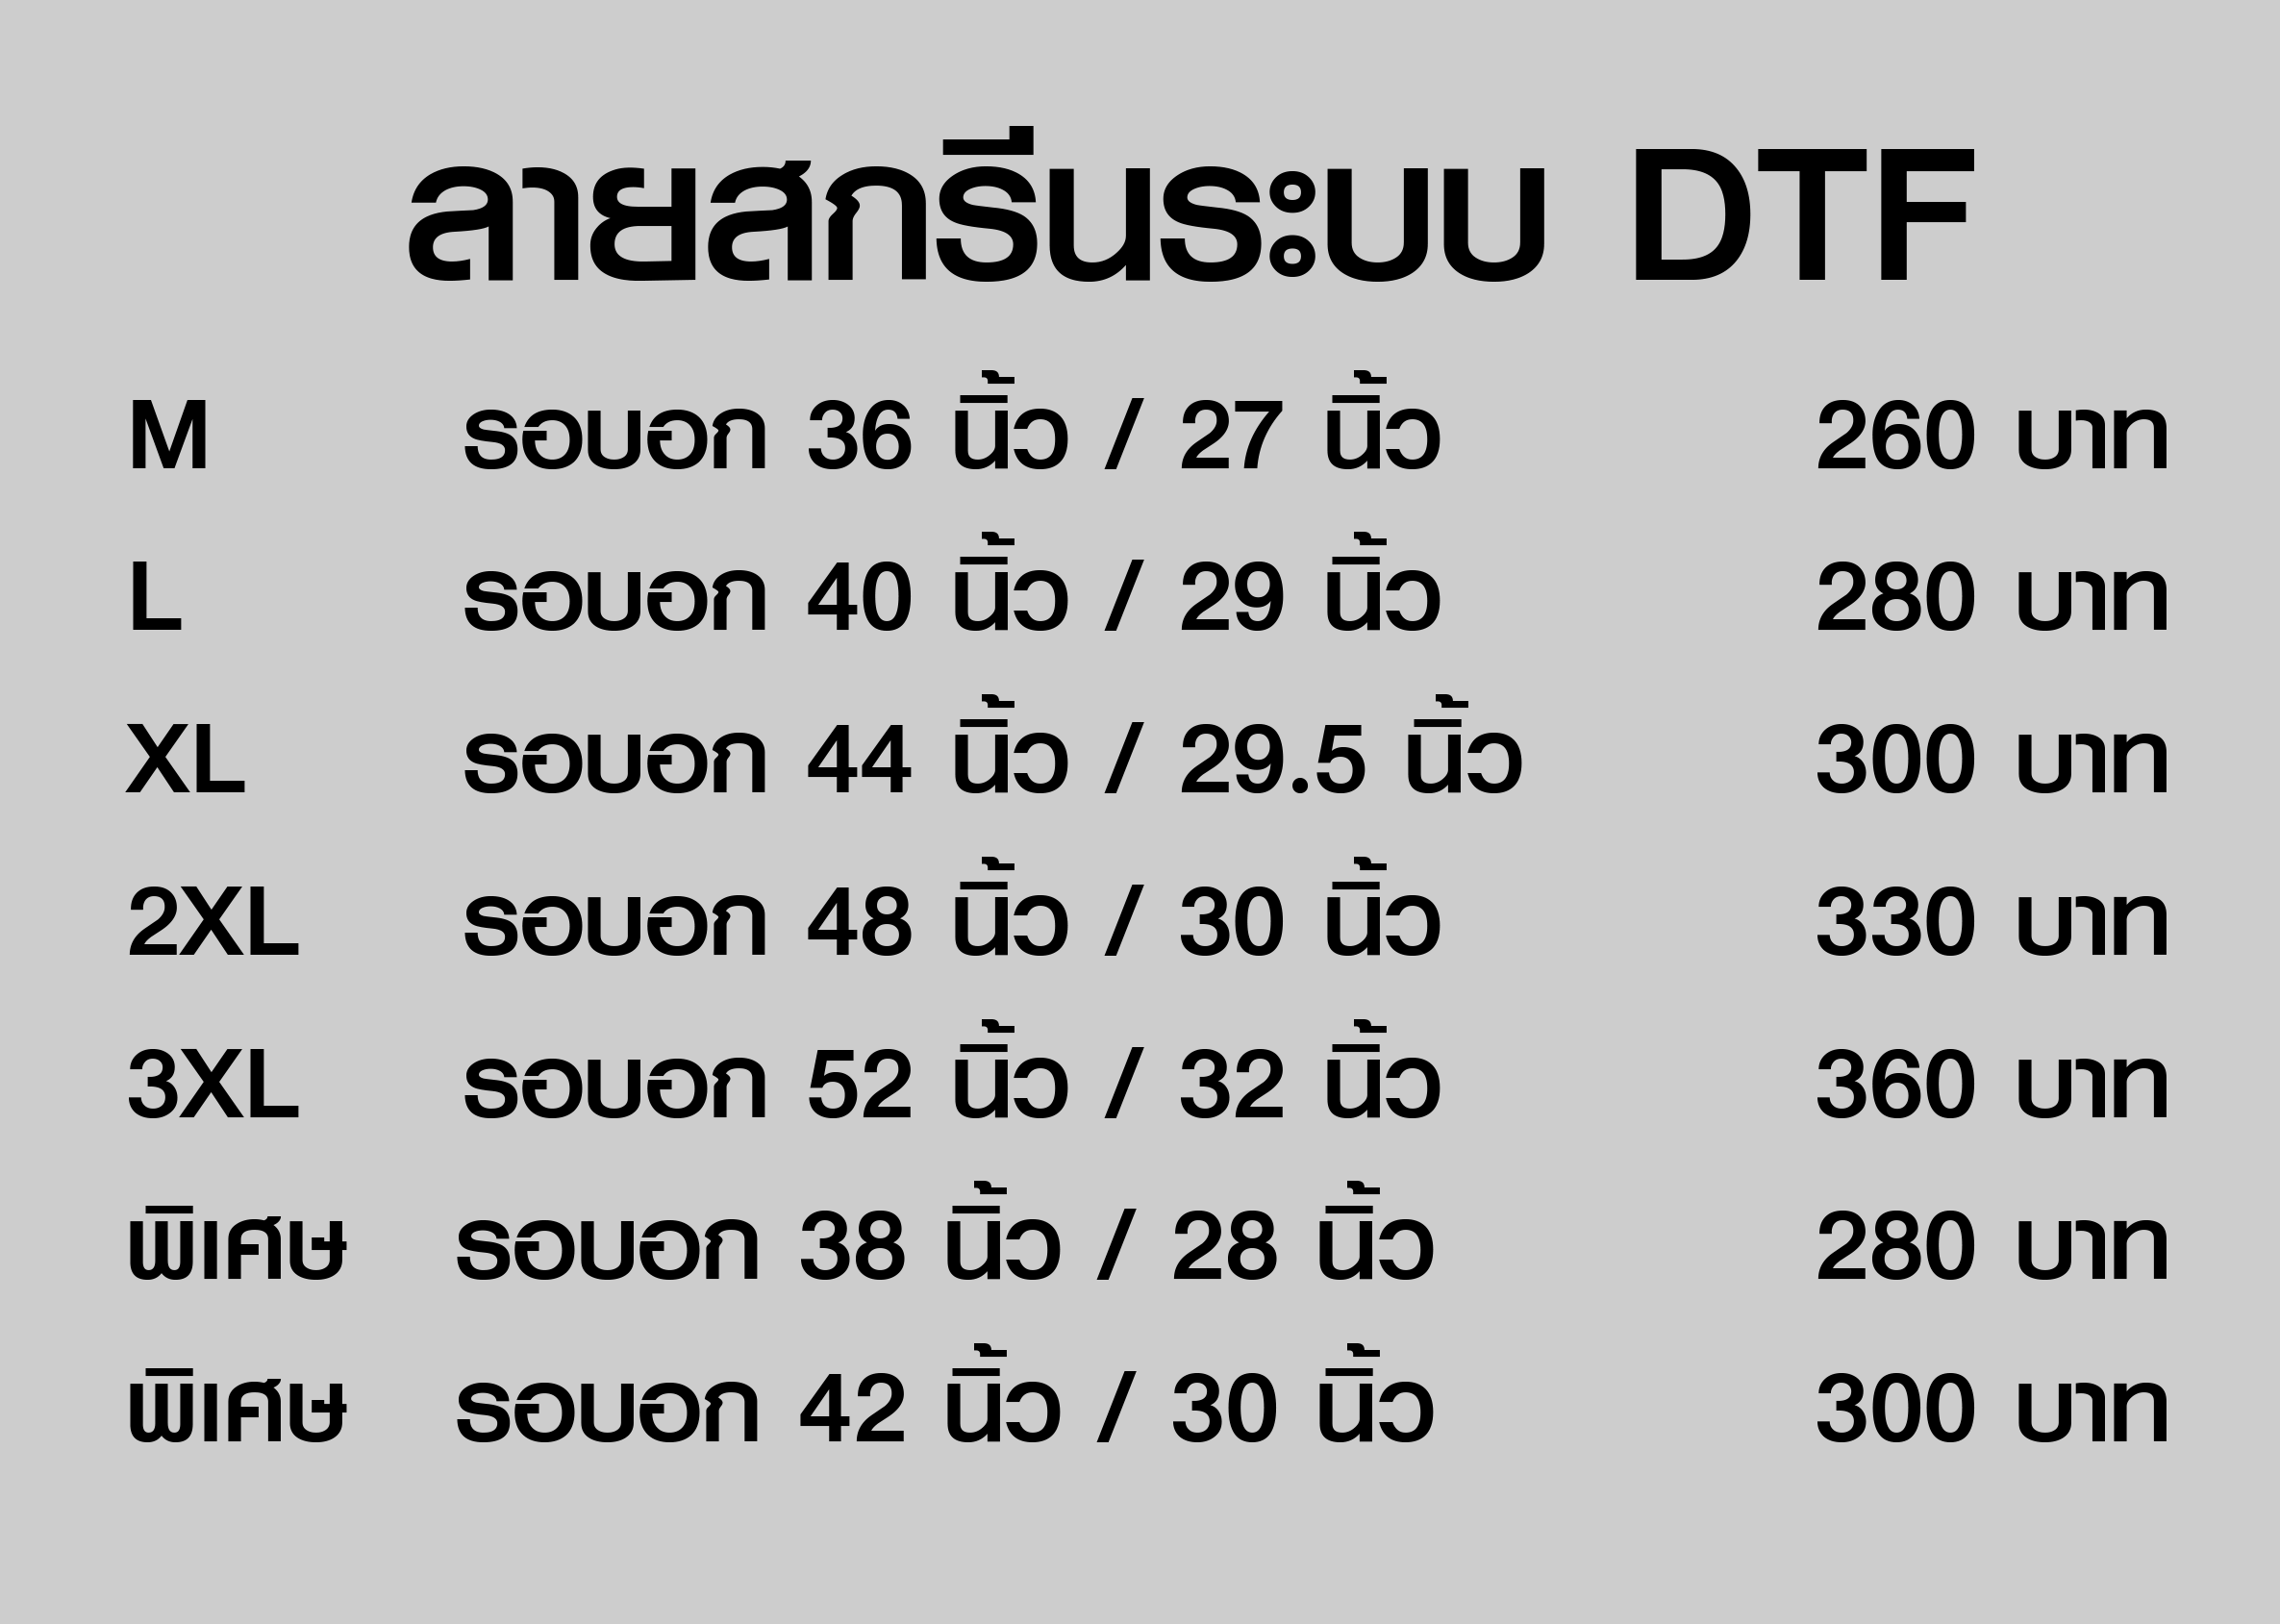 ลายสกรีนระบบ DTF
M รอบอก 36 นิ้ว / 27 นิ้ว 260 บาท
L รอบอก 40 นิ้ว / 29 นิ้ว 280 บาท
XL รอบอก 44 นิ้ว / 29.5 นิ้ว 300 บาท
2XL รอบอก 48 นิ้ว / 30 นิ้ว 330 บาท
3XL รอบอก 52 นิ้ว / 32 นิ้ว 360 บาท
พิเศษ รอบอก 38 นิ้ว / 28 นิ้ว 280 บาท
พิเศษ รอบอก 42 นิ้ว / 30 นิ้ว 300 บาท